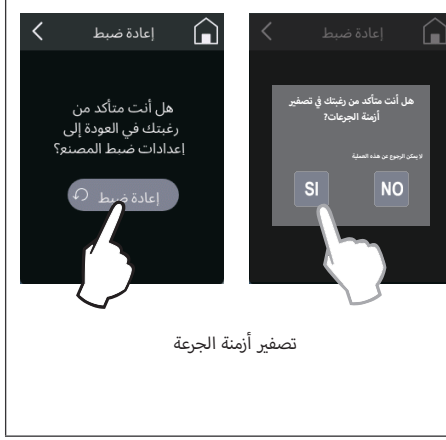 إعادة ضبط
هل أنت متأكد من
رغبتك في العودة إلى
إعدادات ضبط المصنع؟
إعادة ضبط
إعادة ضبط
هل أنت متأكد من رغبتك في تصفير
أزمنة الجرعات؟
لا يمكن الرجوع عن هذه العملية
SI
NO
تصفير أزمنة الجرعة